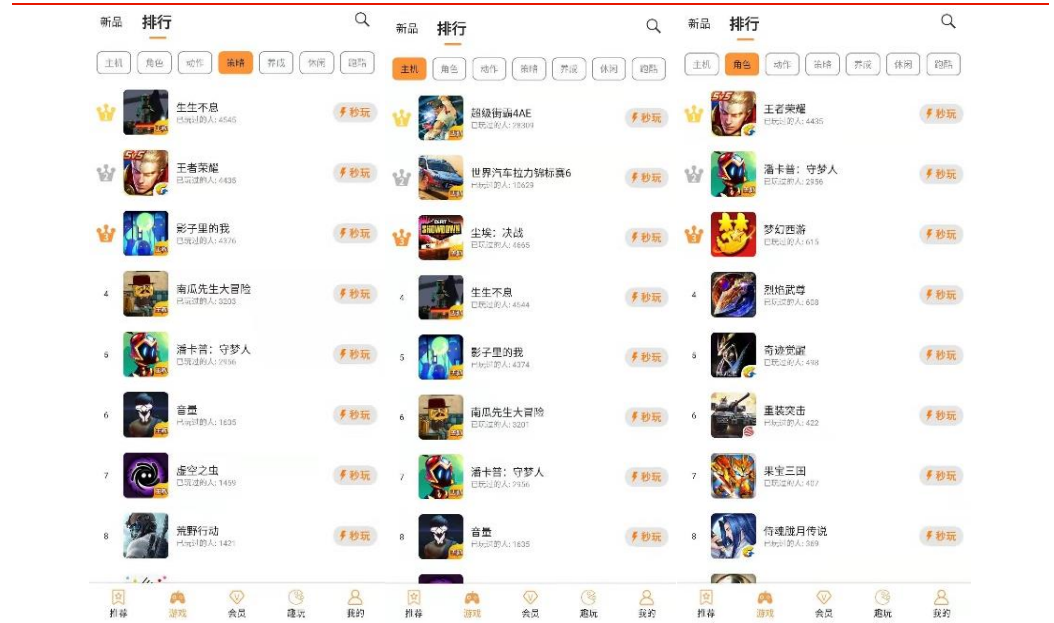 新品 排行
主机 角色 动作 策略 养成 休闲 跑酷
生生不息
已玩过的人: 4545
秒玩
2
王者荣耀
已玩过的人: 4435
秒玩
3
影子里的我
已玩过的人: 4376
秒玩
4
南瓜先生大冒险
已玩过的人: 3203
秒玩
5
潘卡普：守梦人
已玩过的人: 2956
秒玩
6
音量
已玩过的人: 1635
秒玩
7
虚空之虫
已玩过的人: 1459
秒玩
8
荒野行动
已玩过的人: 1421
秒玩
推荐 游戏 会员 趣玩 我的
新品 排行
主机 角色 动作 策略 养成 休闲 跑酷
超级街霸4AE
已玩过的人: 28309
秒玩
2
世界汽车拉力锦标赛6
已玩过的人: 10629
秒玩
3
SHOWDOWN
尘埃：决战
已玩过的人: 4665
秒玩
4
生生不息
已玩过的人: 4544
秒玩
5
影子里的我
已玩过的人: 4374
秒玩
6
南瓜先生大冒险
已玩过的人: 3201
秒玩
7
潘卡普：守梦人
已玩过的人: 2956
秒玩
8
音量
已玩过的人: 1635
秒玩
推荐 游戏 会员 趣玩 我的
新品 排行
主机 角色 动作 策略 养成 休闲 跑酷
王者荣耀
已玩过的人: 4435
秒玩
2
潘卡普：守梦人
已玩过的人: 2956
秒玩
3
梦幻西游
已玩过的人: 615
秒玩
4
烈焰武尊
已玩过的人: 608
秒玩
5
奇迹觉醒
已玩过的人: 498
秒玩
6
重装突击
已玩过的人: 422
秒玩
7
果宝三国
已玩过的人: 407
秒玩
8
侍魂胧月传说
已玩过的人: 389
秒玩
推荐 游戏 会员 趣玩 我的